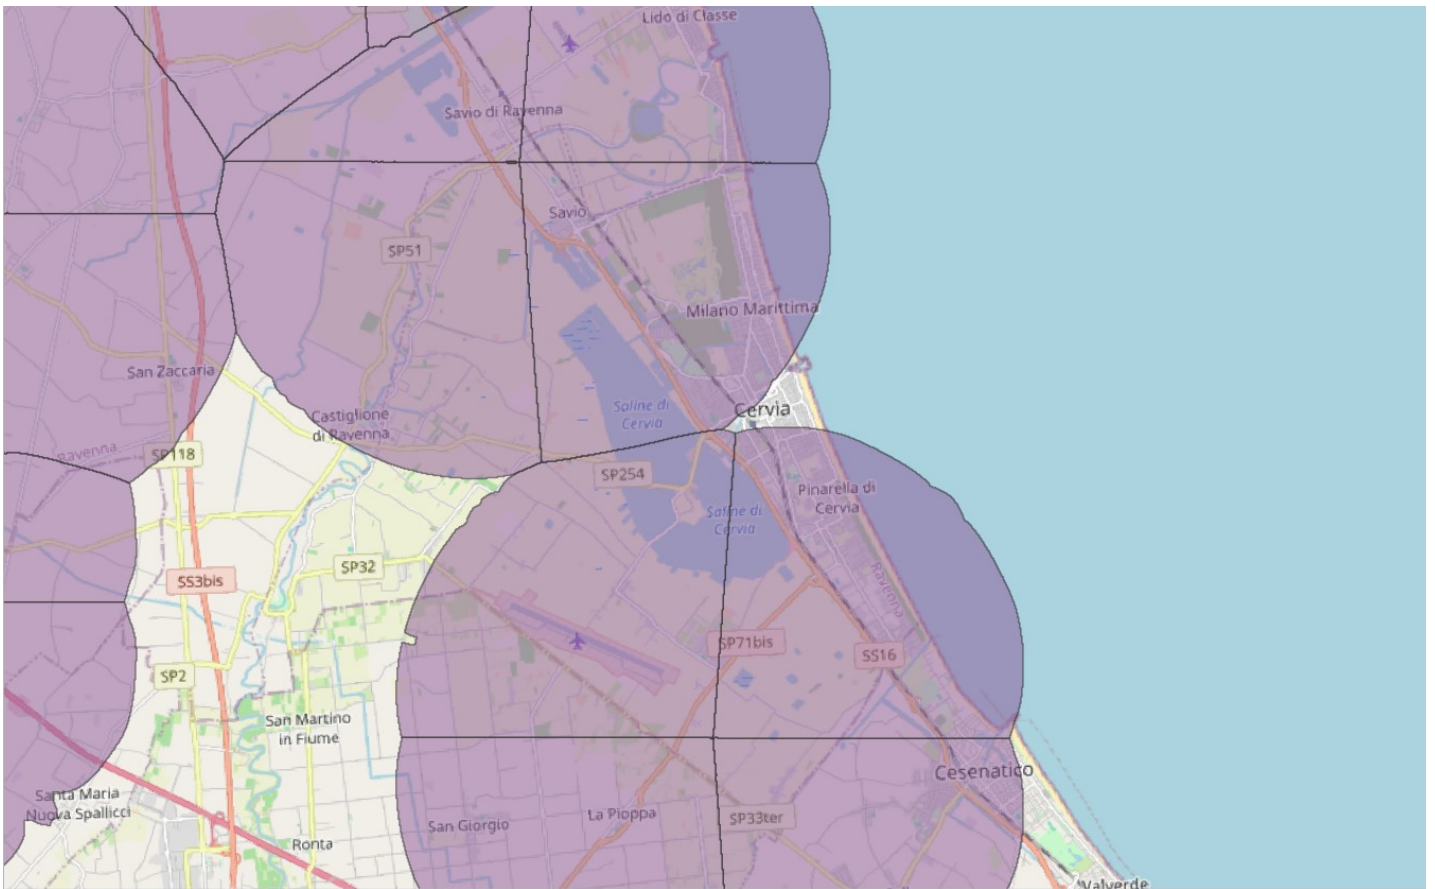 Lido di Classe
Savio di Ravenna
Savio
SP51
Milano Marittima
San Zaccaria
Saline di
Cervia
Cervia
Castiglione
di Ravenna
Ravenna
SP118
SP254
Pinarella di
Cervia
Saline di
Cervia
SP32
SS3bis
Ravenna
SP71bis
SS16
SP2
San Martino
in Fiume
Cesenatico
Santa Maria
Nuova Spallicci
San Giorgio
La Pioppa
SP33ter
Ronta
Valverde